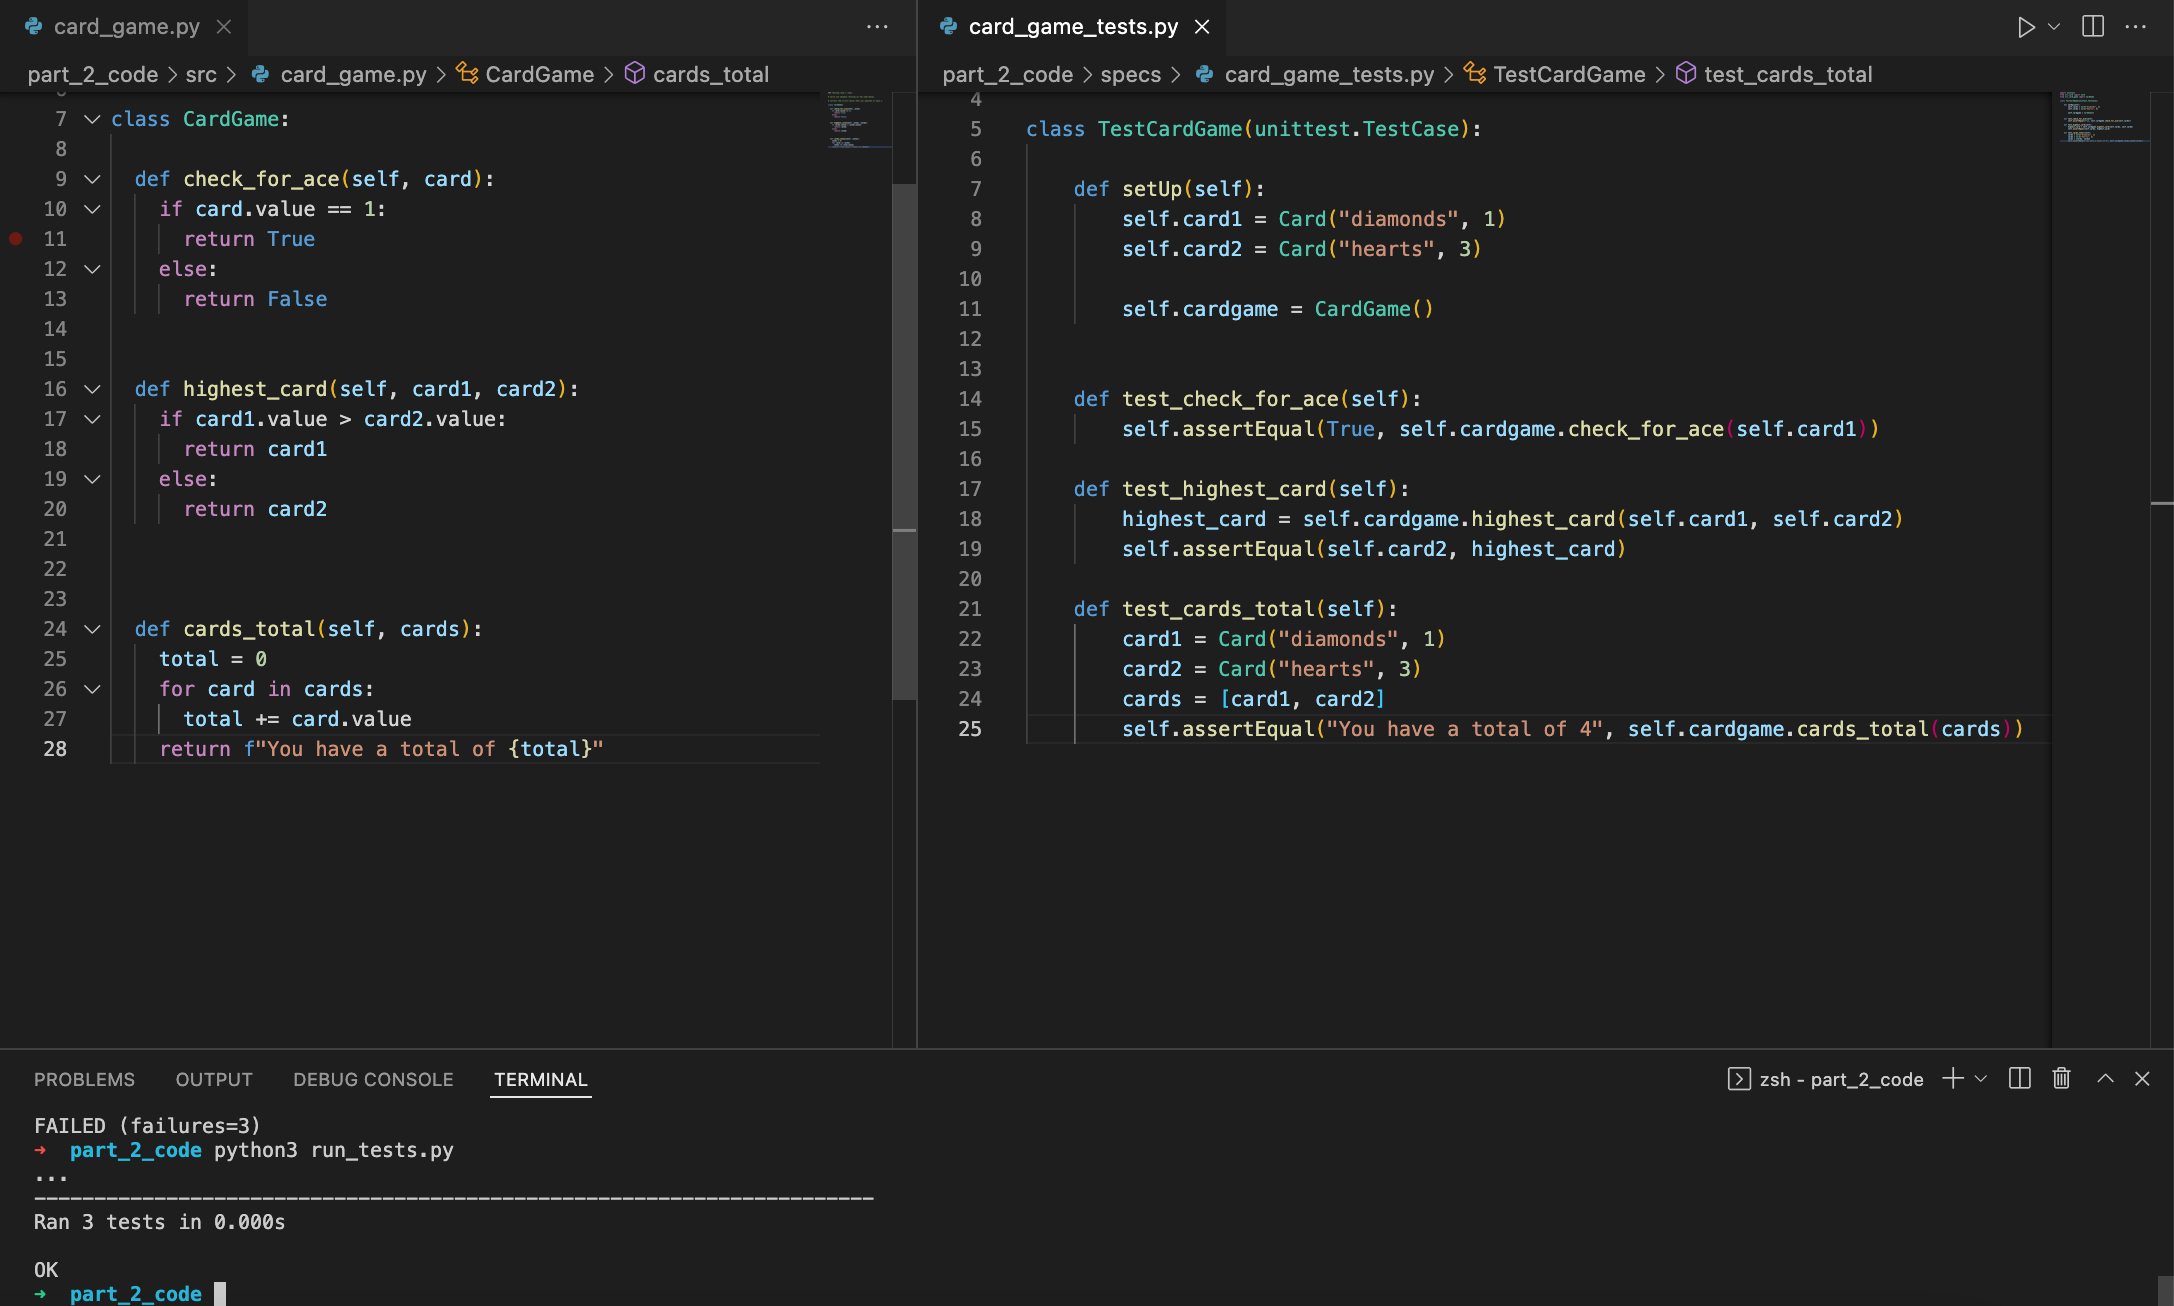 card_game.py
part_2_code > src > card_game.py > CardGame > cards_total
7 class CardGame:
8
9 def check_for_ace(self, card):
10 if card.value == 1:
11 return True
12 else:
13 return False
14
15
16 def highest_card(self, card1, card2):
17 if card1.value > card2.value:
18 return card1
19 else:
20 return card2
21
22
23
24 def cards_total(self, cards):
25 total = 0
26 for card in cards:
27 total += card.value
28 return f"You have a total of {total}"
card_game_tests.py
part_2_code > specs > card_game_tests.py > TestCardGame > test_cards_total
4
5 class TestCardGame(unittest.TestCase):
6
7 def setUp(self):
8 self.card1 = Card("diamonds", 1)
9 self.card2 = Card("hearts", 3)
10
11 self.cardgame = CardGame()
12
13
14 def test_check_for_ace(self):
15 self.assertEqual(True, self.cardgame.check_for_ace(self.card1))
16
17 def test_highest_card(self):
18 highest_card = self.cardgame.highest_card(self.card1, self.card2)
19 self.assertEqual(self.card2, highest_card)
20
21 def test_cards_total(self):
22 card1 = Card("diamonds", 1)
23 card2 = Card("hearts", 3)
24 cards = [card1, card2]
25 self.assertEqual("You have a total of 4", self.cardgame.cards_total(cards))
PROBLEMS OUTPUT DEBUG CONSOLE TERMINAL zsh - part_2_code
FAILED (failures=3)
➜ part_2_code python3 run_tests.py
...
----------------------------------------------------------------------
Ran 3 tests in 0.000s
OK
➜ part_2_code